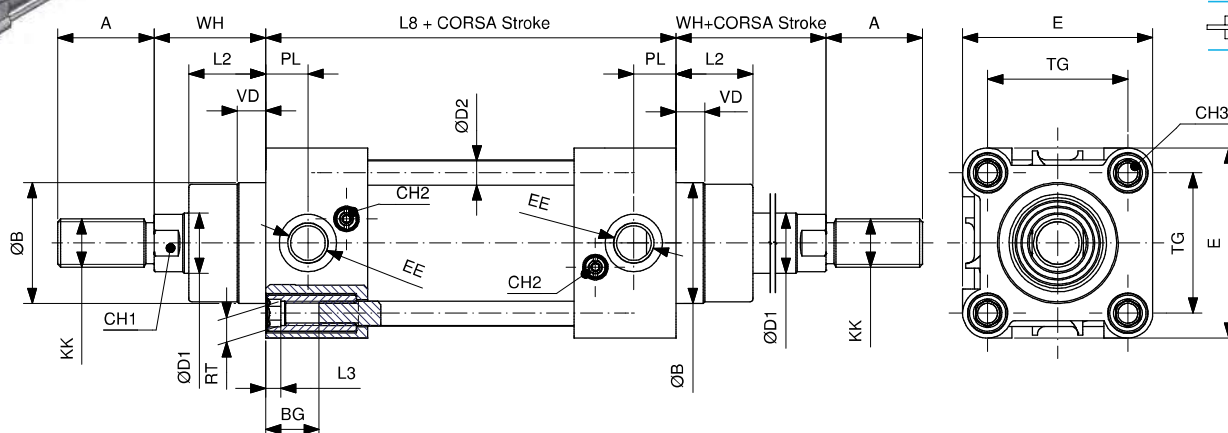 A
WH
L8 + CORSA Stroke
WH+CORSA Stroke
A
E
L2
PL
PL
L2
TG
VD
VD
ØD2
CH3
CH2
EE
ØB
EE
TG
E
CH2
CH1
KK
ØD1
RT
L3
ØB
ØD1
KK
BG